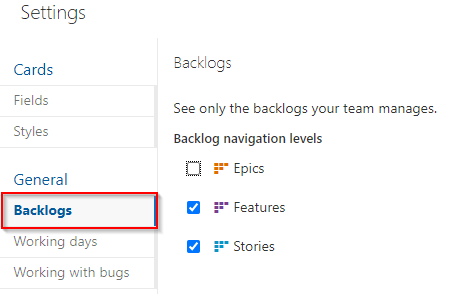 Settings
Cards
Fields
Styles
General
Backlogs
Working days
Working with bugs
Backlogs
See only the backlogs your team manages.
Backlog navigation levels
Epics
Features
Stories